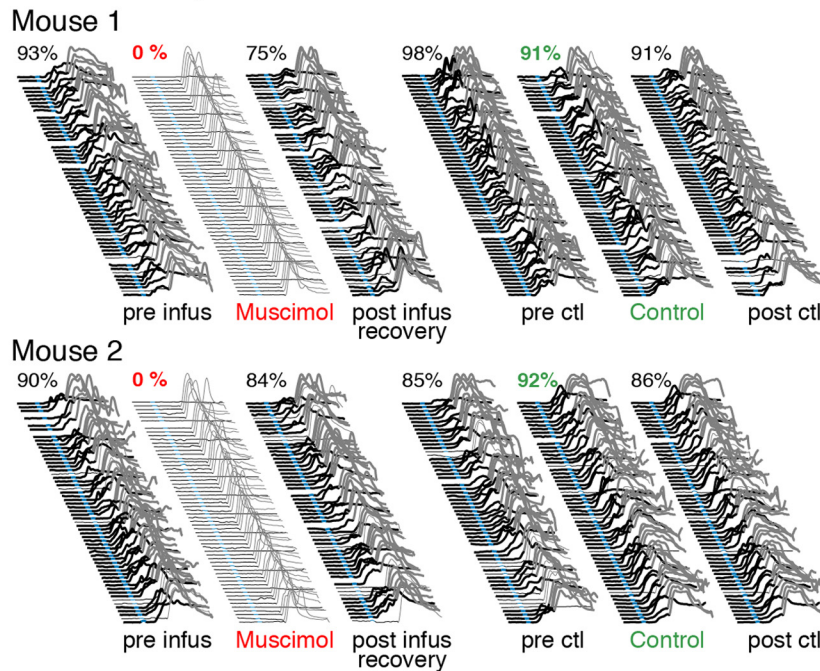 Mouse 1
93% 0 % 75% 98% 91% 91%
pre infus Muscimol post infus recovery pre ctl Control post ctl
Mouse 2
90% 0 % 84% 85% 92% 86%
pre infus Muscimol post infus recovery pre ctl Control post ctl